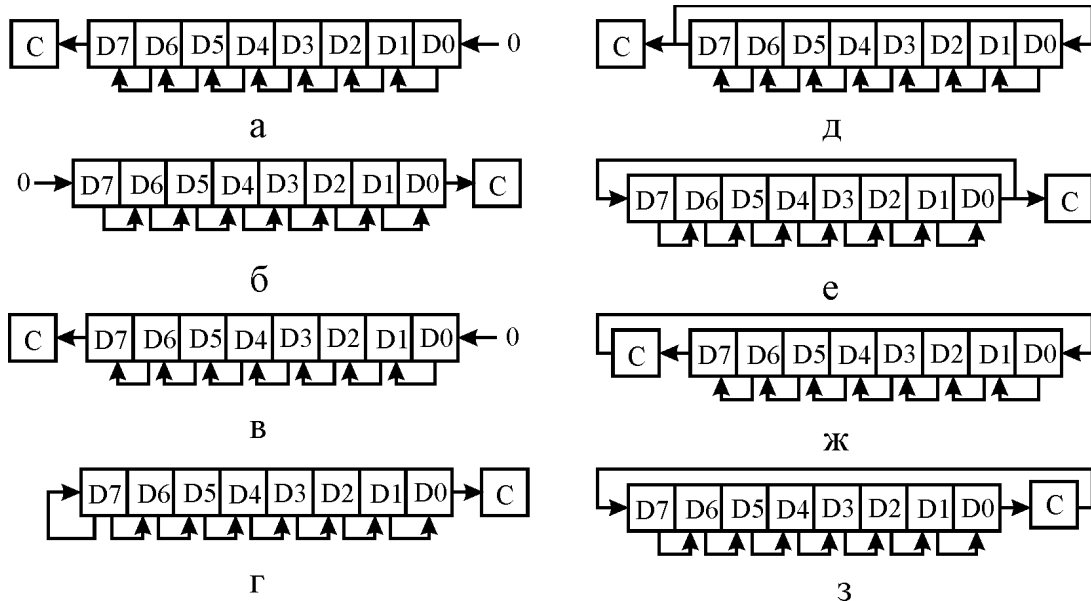 C D7 D6 D5 D4 D3 D2 D1 D0 0
а
0 D7 D6 D5 D4 D3 D2 D1 D0 C
б
C D7 D6 D5 D4 D3 D2 D1 D0 0
в
D7 D6 D5 D4 D3 D2 D1 D0 C
г
C D7 D6 D5 D4 D3 D2 D1 D0
д
D7 D6 D5 D4 D3 D2 D1 D0 C
е
C D7 D6 D5 D4 D3 D2 D1 D0
ж
D7 D6 D5 D4 D3 D2 D1 D0 C
з